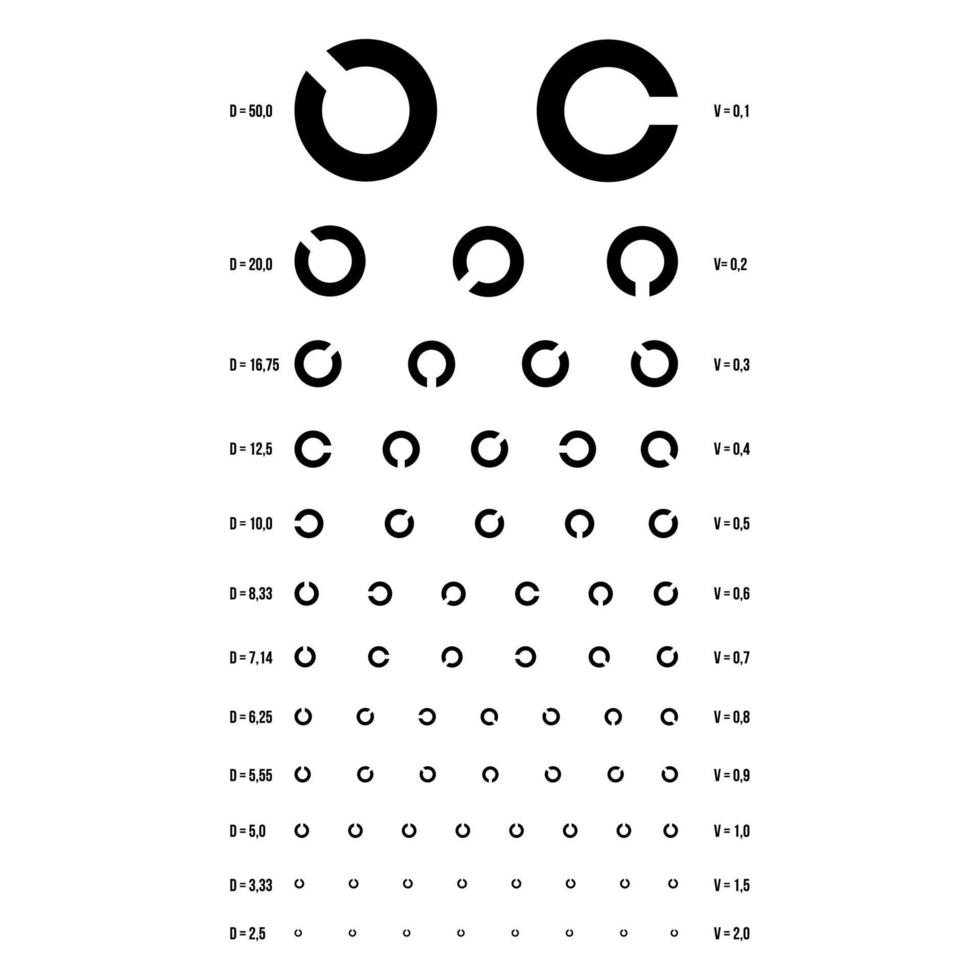 D = 50,0 V = 0,1
D = 20,0 V= 0,2
D = 16,75 V = 0,3
D = 12,5 V = 0,4
D = 10,0 V = 0,5
D = 8,33 V = 0,6
D = 7,14 V = 0,7
D = 6,25 V = 0,8
D = 5,55 V = 0,9
D = 5,0 V = 1,0
D = 3,33 V = 1,5
D = 2,5 V = 2,0